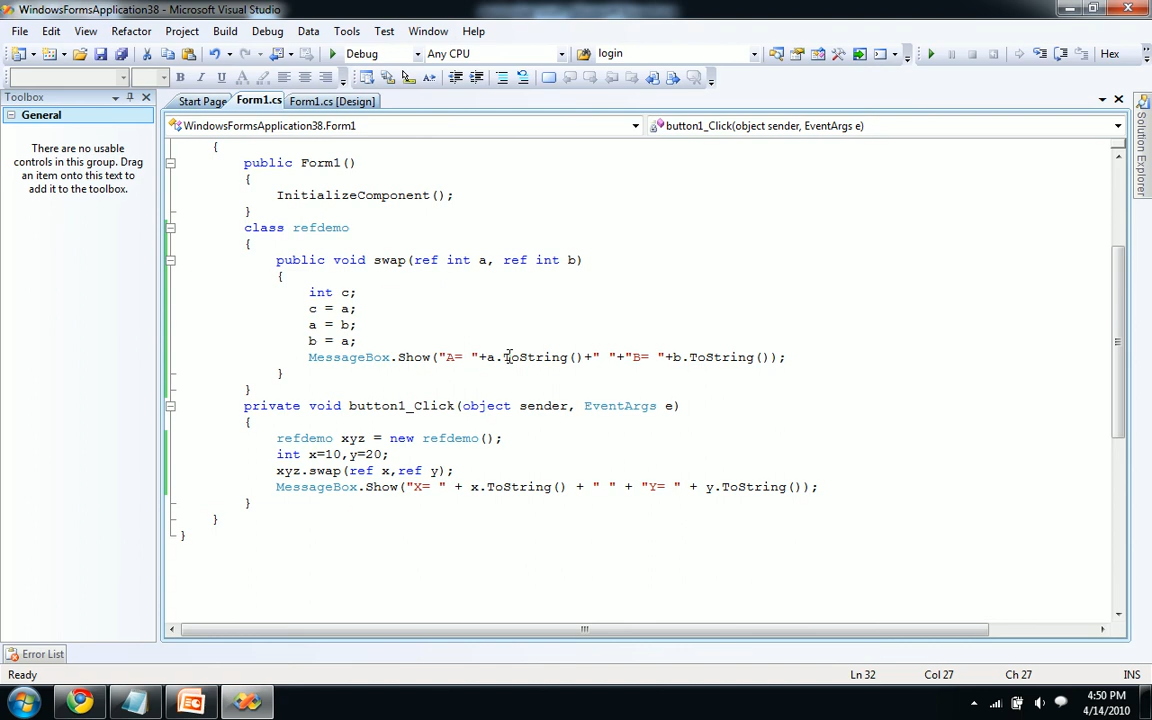 WindowsFormsApplication38 - Microsoft Visual Studio
File Edit View Refactor Project Build Debug Data Tools Test Window Help
Debug Any CPU login Hex
B I U A
Toolbox
Start Page Form1.cs Form1.cs [Design]
General
WindowsFormsApplication38.Form1 button1_Click(object sender, EventArgs e)
There are no usable
controls in this group. Drag
an item onto this text to
add it to the toolbox.
Solution Explorer
{
public Form1()
{
InitializeComponent();
}
class refdemo
{
public void swap(ref int a, ref int b)
{
int c;
c = a;
a = b;
b = a;
MessageBox.Show("A= "+a.ToString()+" "+"B= "+b.ToString());
}
}
private void button1_Click(object sender, EventArgs e)
{
refdemo xyz = new refdemo();
int x=10,y=20;
xyz.swap(ref x,ref y);
MessageBox.Show("X= " + x.ToString() + " " + "Y= " + y.ToString());
}
}
}
Error List
Ready Ln 32 Col 27 Ch 27 INS
4:50 PM
4/14/2010